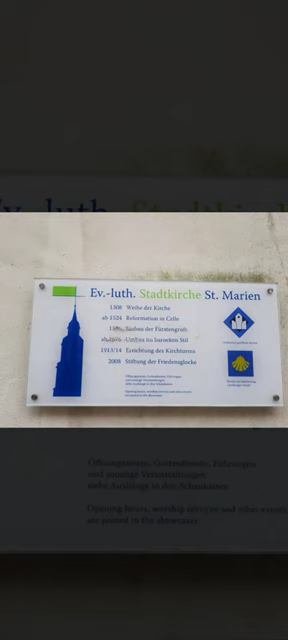 Ev.-luth. Stadtkirche St. Marien
1308 Weihe der Kirche
ab 1524 Reformation in Celle
Einbau der Fürstengruft
Umbau im barocken Stil
1913/14 Errichtung des Kirchturms
2008 Stiftung der Friedensglocke
Öffnungszeiten, Gottesdienste, Führungen
und sonstige Veranstaltungen
siehe Aushänge in den Schaukästen
Opening hours, worship services and other events
are posted in the showcases